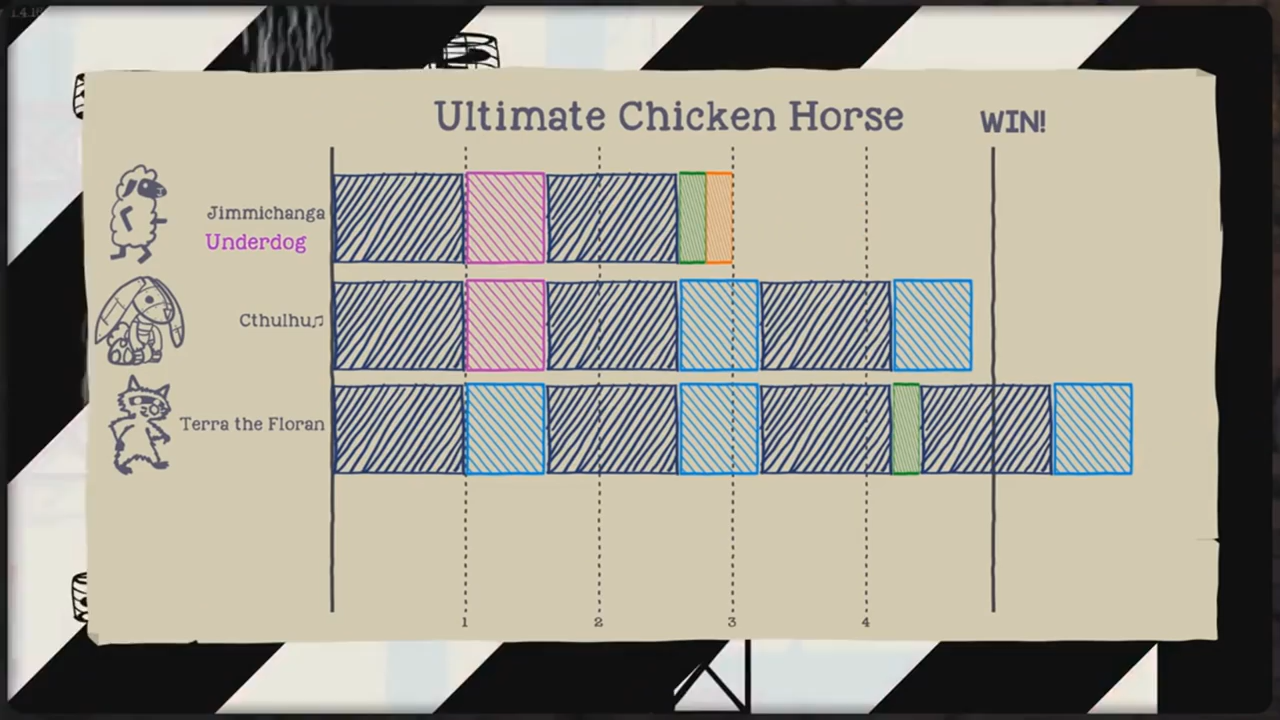 Ultimate Chicken Horse
WIN!
Jimmichanga
Underdog
Cthulhu♫
Terra the Floran
1 2 3 4